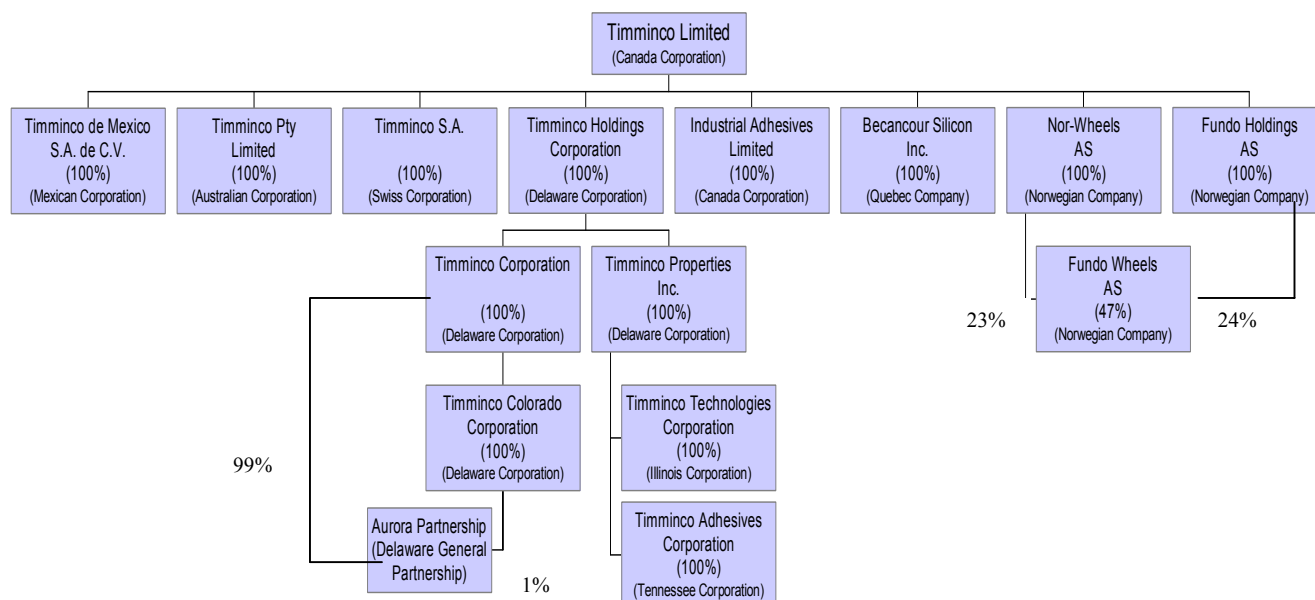 Timminco Limited
(Canada Corporation)
Timminco de Mexico
S.A. de C.V.
(100%)
(Mexican Corporation)
Timminco Pty
Limited
(100%)
(Australian Corporation)
Timminco S.A.
(100%)
(Swiss Corporation)
Timminco Holdings
Corporation
(100%)
(Delaware Corporation)
Industrial Adhesives
Limited
(100%)
(Canada Corporation)
Becancour Silicon
Inc.
(100%)
(Quebec Company)
Nor-Wheels
AS
(100%)
(Norwegian Company)
Fundo Holdings
AS
(100%)
(Norwegian Company)
Timminco Corporation
(100%)
(Delaware Corporation)
Timminco Properties
Inc.
(100%)
(Delaware Corporation)
23%
Fundo Wheels
AS
(47%)
(Norwegian Company)
24%
Timminco Colorado
Corporation
(100%)
(Delaware Corporation)
Timminco Technologies
Corporation
(100%)
(Illinois Corporation)
99%
Aurora Partnership
(Delaware General
Partnership)
1%
Timminco Adhesives
Corporation
(100%)
(Tennessee Corporation)